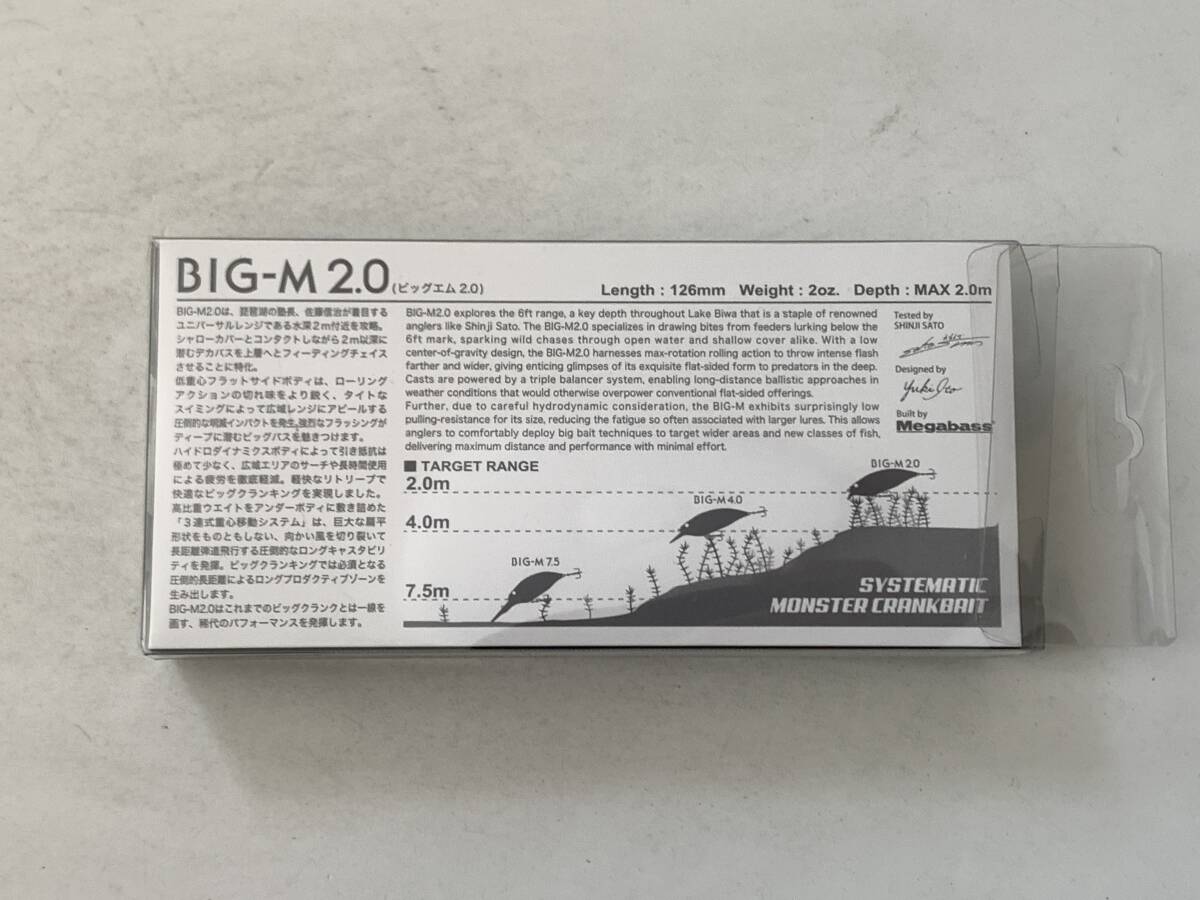 BIG-M 2.0 (ビッグエム 2.0)
Length : 126mm Weight : 2oz. Depth : MAX 2.0m
BIG-M2.0は、琵琶湖の塾長、佐藤信治が着目する
ユニバーサルレンジである水深2m付近を攻略。
シャローカバーとコンタクトしながら2m以深に
潜むデカバスを上層へとフィーディングチェイス
させることに特化。
低重心フラットサイドボディは、ローリング
アクションの切れ味をより鋭く、タイトな
スイミングによって広域レンジにアピールする
圧倒的な明滅インパクトを発生。強烈なフラッシングが
ディープに潜むビッグバスを魅きつけます。
ハイドロダイナミクスボディによって引き抵抗は
極めて少なく、広域エリアのサーチや長時間使用
による疲労を徹底軽減。軽快なリトリーブで
快適なビッグクランキングを実現しました。
高比重ウエイトをアンダーボディに敷き詰めた
「3連式重心移動システム」は、巨大な扁平
形状をものともしない、向かい風を切り裂いて
長距離弾道飛行する圧倒的なロングキャスタビリ
ティを発揮。ビッグクランキングでは必須となる
圧倒的長距離によるロングプロダクティブゾーンを
生み出します。
BIG-M2.0はこれまでのビッグクランクとは一線を
画す、稀代のパフォーマンスを発揮します。
BIG-M2.0 explores the 6ft range, a key depth throughout Lake Biwa that is a staple of renowned
anglers like Shinji Sato. The BIG-M2.0 specializes in drawing bites from feeders lurking below the
6ft mark, sparking wild chases through open water and shallow cover alike. With a low
center-of-gravity design, the BIG-M2.0 harnesses max-rotation rolling action to throw intense flash
farther and wider, giving enticing glimpses of its exquisite flat-sided form to predators in the deep.
Casts are powered by a triple balancer system, enabling long-distance ballistic approaches in
weather conditions that would otherwise overpower conventional flat-sided offerings.
Further, due to careful hydrodynamic consideration, the BIG-M exhibits surprisingly low
pulling-resistance for its size, reducing the fatigue so often associated with larger lures. This allows
anglers to comfortably deploy big bait techniques to target wider areas and new classes of fish,
delivering maximum distance and performance with minimal effort.
Tested by
SHINJI SATO
Designed by
Yuki Ito
Built by
Megabass
■ TARGET RANGE
2.0m
4.0m
7.5m
BIG-M 2.0
BIG-M 4.0
BIG-M 7.5
SYSTEMATIC
MONSTER CRANKBAIT